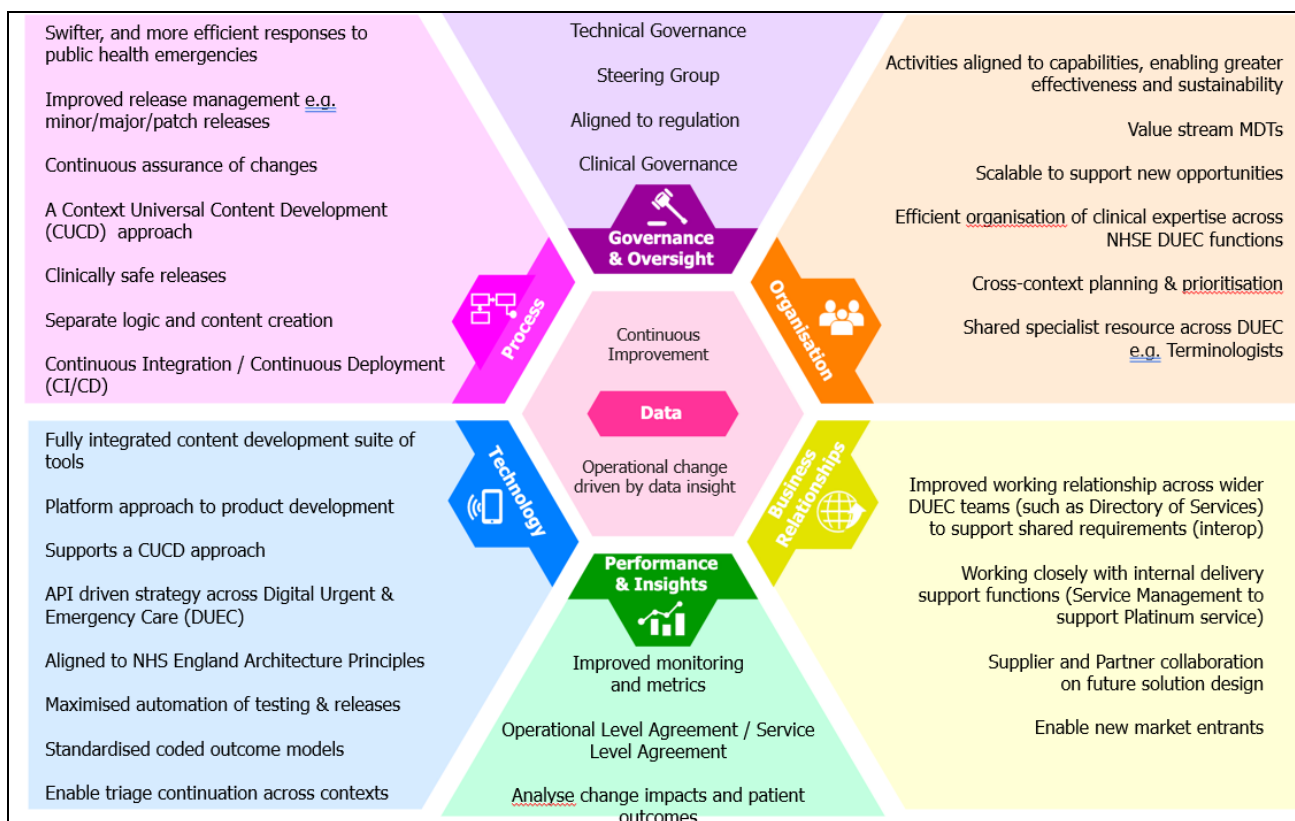 Swifter, and more efficient responses to
public health emergencies
Improved release management e.g.
minor/major/patch releases
Continuous assurance of changes
A Context Universal Content Development
(CUCD)  approach
Clinically safe releases
Separate logic and content creation
Continuous Integration / Continuous Deployment
(CI/CD)
Process
Technical Governance
Steering Group
Aligned to regulation
Clinical Governance
Governance
& Oversight
Activities aligned to capabilities, enabling greater
effectiveness and sustainability
Value stream MDTs
Scalable to support new opportunities
Efficient organisation of clinical expertise across
NHSE DUEC functions
Cross-context planning & prioritisation
Shared specialist resource across DUEC
e.g. Terminologists
Organisation
Continuous
Improvement
Data
Operational change
driven by data insight
Fully integrated content development suite of
tools
Platform approach to product development
Supports a CUCD approach
API driven strategy across Digital Urgent &
Emergency Care (DUEC)
Aligned to NHS England Architecture Principles
Maximised automation of testing & releases
Standardised coded outcome models
Enable triage continuation across contexts
Technology
Performance
& Insights
Improved monitoring
and metrics
Operational Level Agreement / Service
Level Agreement
Analyse change impacts and patient
outcomes
Business
Relationships
Improved working relationship across wider
DUEC teams (such as Directory of Services)
to support shared requirements (interop)
Working closely with internal delivery
support functions (Service Management to
support Platinum service)
Supplier and Partner collaboration
on future solution design
Enable new market entrants